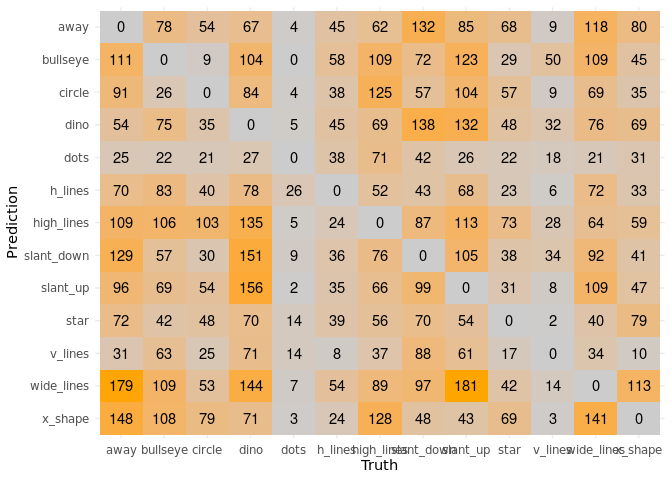 away 0 78 54 67 4 45 62 132 85 68 9 118 80
bullseye 111 0 9 104 0 58 109 72 123 29 50 109 45
circle 91 26 0 84 4 38 125 57 104 57 9 69 35
dino 54 75 35 0 5 45 69 138 132 48 32 76 69
dots 25 22 21 27 0 38 71 42 26 22 18 21 31
h_lines 70 83 40 78 26 0 52 43 68 23 6 72 33
high_lines 109 106 103 135 5 24 0 87 113 73 28 64 59
slant_down 129 57 30 151 9 36 76 0 105 38 34 92 41
slant_up 96 69 54 156 2 35 66 99 0 31 8 109 47
star 72 42 48 70 14 39 56 70 54 0 2 40 79
v_lines 31 63 25 71 14 8 37 88 61 17 0 34 10
wide_lines 179 109 53 144 7 54 89 97 181 42 14 0 113
x_shape 148 108 79 71 3 24 128 48 43 69 3 141 0
away bullseye circle dino dots h_lines high_lines slant_down slant_up star v_lines wide_lines x_shape
Truth
Prediction